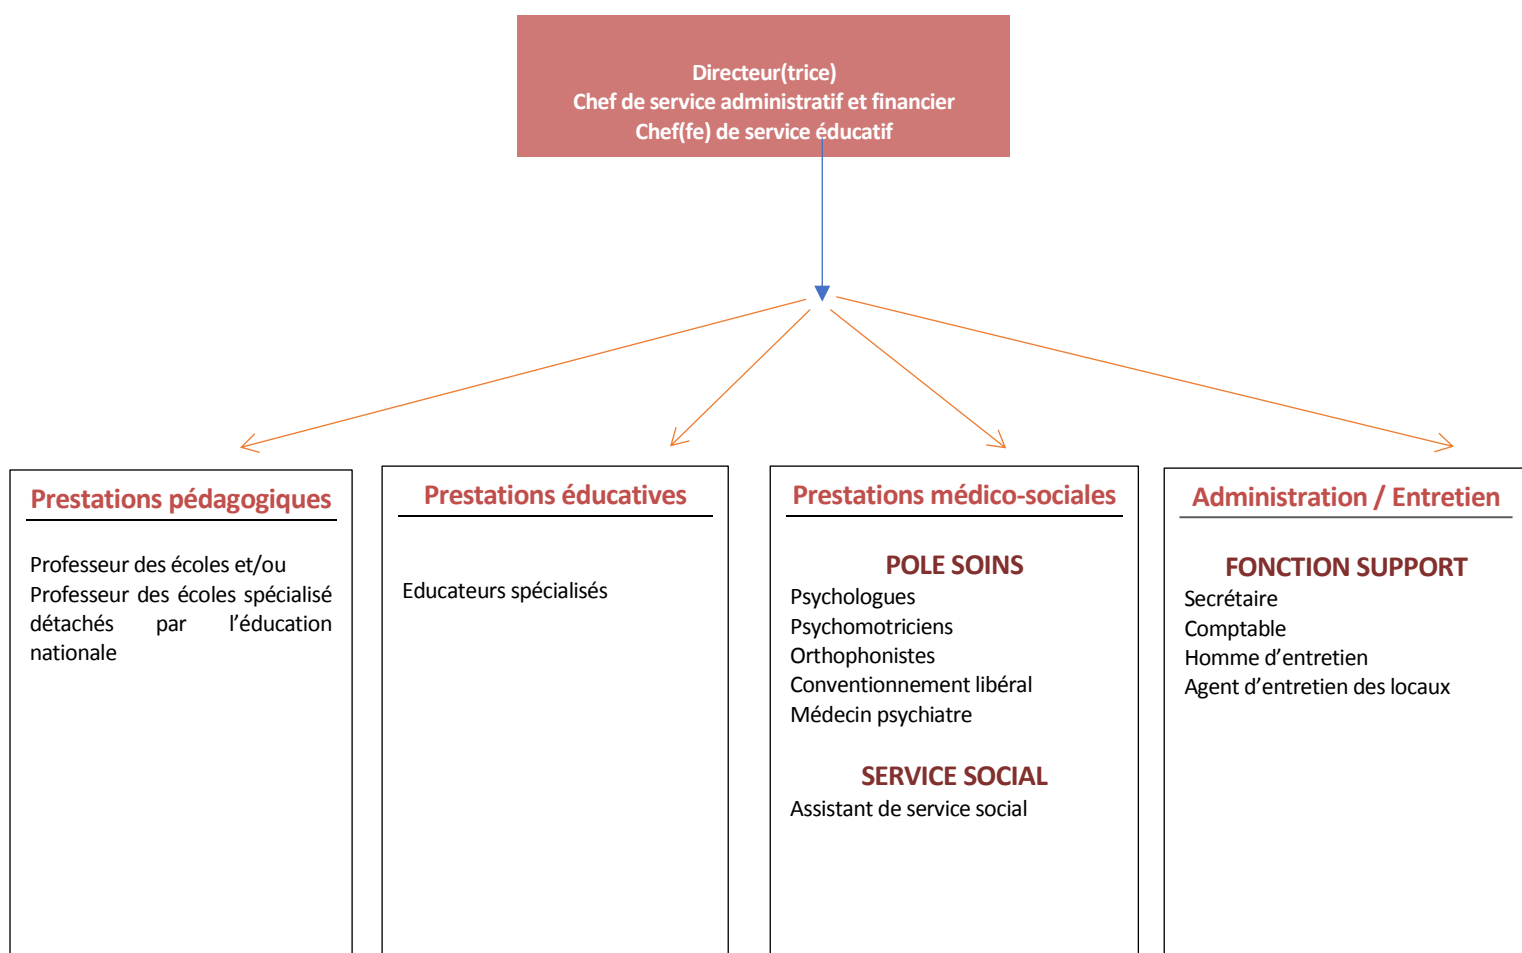 Directeur(trice)
Chef de service administratif et financier
Chef(fe) de service éducatif
Prestations pédagogiques
Professeur des écoles et/ou
Professeur des écoles spécialisé
détachés par l’éducation
nationale
Prestations éducatives
Educateurs spécialisés
Prestations médico-sociales
POLE SOINS
Psychologues
Psychomotriciens
Orthophonistes
Conventionnement libéral
Médecin psychiatre
SERVICE SOCIAL
Assistant de service social
Administration / Entretien
FONCTION SUPPORT
Secrétaire
Comptable
Homme d’entretien
Agent d’entretien des locaux